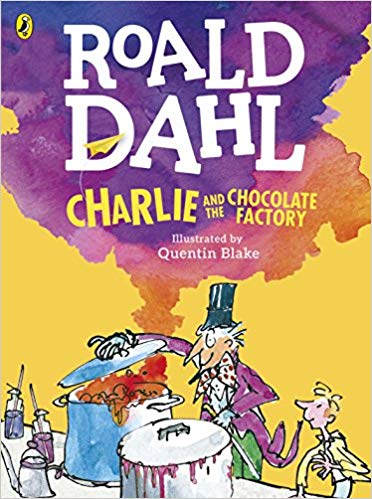 ROALD
DAHL
CHARLIE AND THE CHOCOLATE FACTORY
Illustrated by
Quentin Blake